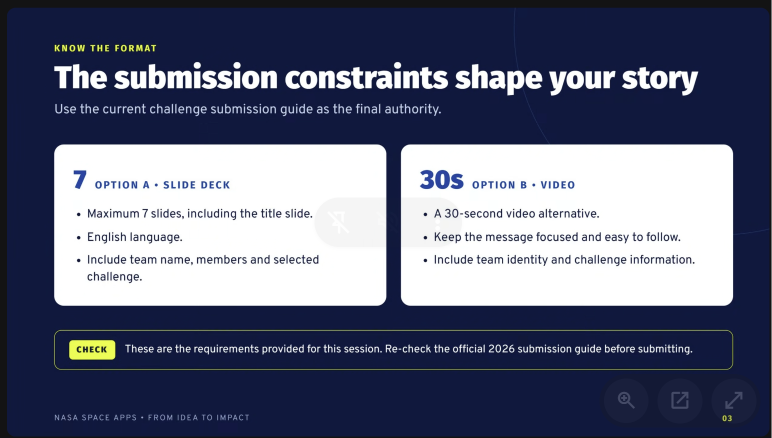 KNOW THE FORMAT
The submission constraints shape your story
Use the current challenge submission guide as the final authority.
7 OPTION A • SLIDE DECK
• Maximum 7 slides, including the title slide.
• English language.
• Include team name, members and selected
challenge.
30s OPTION B • VIDEO
• A 30-second video alternative.
• Keep the message focused and easy to follow.
• Include team identity and challenge information.
CHECK These are the requirements provided for this session. Re-check the official 2026 submission guide before submitting.
NASA SPACE APPS • FROM IDEA TO IMPACT
03